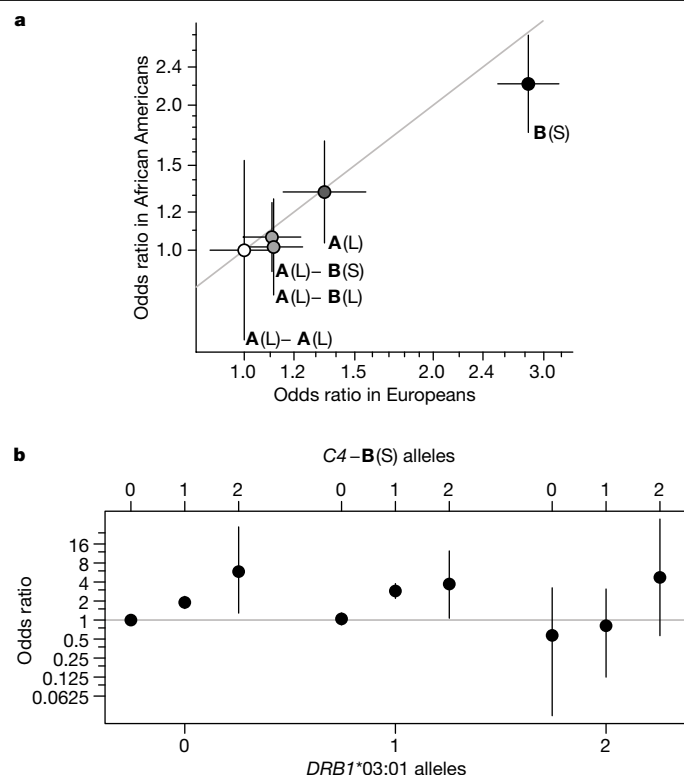 a
Odds ratio in African Americans
2.4
2.0
1.5
1.2
1.0
B(S)
A(L)
A(L)–B(S)
A(L)–B(L)
A(L)–A(L)
1.0 1.2 1.5 2.0 2.4 3.0
Odds ratio in Europeans
b
C4–B(S) alleles
0 1 2 0 1 2 0 1 2
Odds ratio
16
8
4
2
1
0.5
0.25
0.125
0.0625
0 1 2
DRB1*03:01 alleles